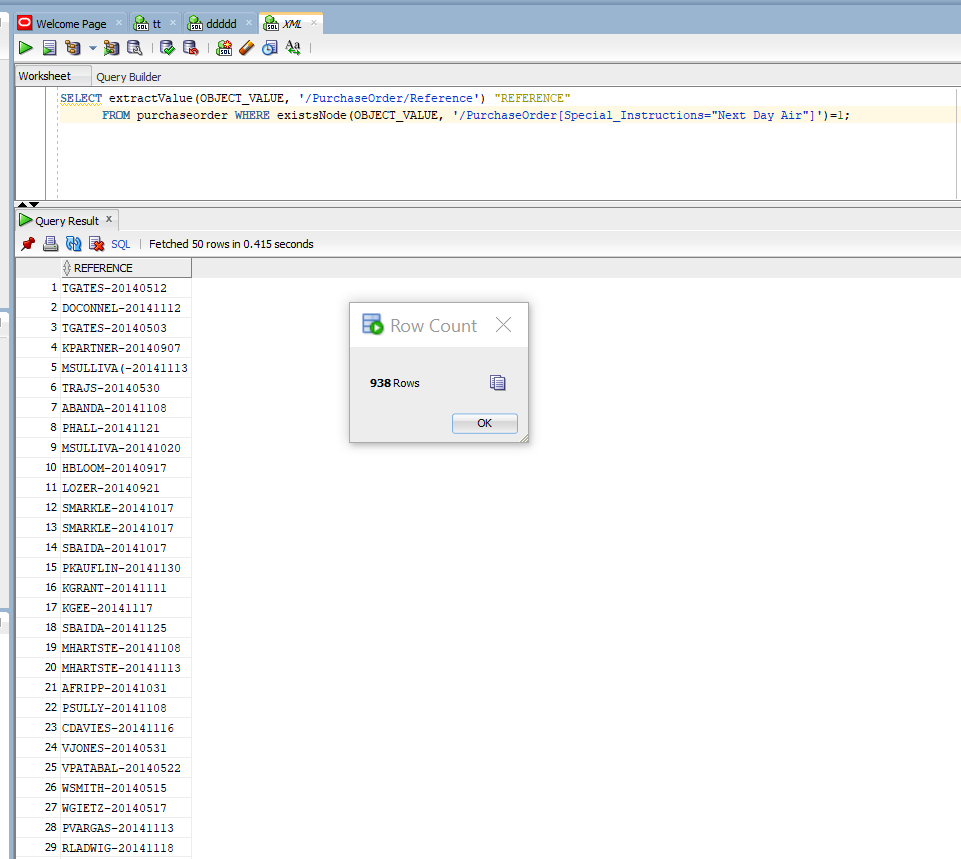 Welcome Page × tt × ddddd × XML ×
Worksheet Query Builder
SELECT extractValue(OBJECT_VALUE, '/PurchaseOrder/Reference') "REFERENCE"
FROM purchaseorder WHERE existsNode(OBJECT_VALUE, '/PurchaseOrder[Special_Instructions="Next Day Air"]')=1;
Query Result ×
SQL | Fetched 50 rows in 0.415 seconds
REFERENCE
1 TGATES-20140512
2 DOCONNEL-20141112
3 TGATES-20140503
4 KPARTNER-20140907
5 MSULLIVA(-20141113
6 TRAJS-20140530
7 ABANDA-20141108
8 PHALL-20141121
9 MSULLIVA-20141020
10 HBLOOM-20140917
11 LOZER-20140921
12 SMARKLE-20141017
13 SMARKLE-20141017
14 SBAIDA-20141017
15 PKAUFLIN-20141130
16 KGRANT-20141111
17 KGEE-20141117
18 SBAIDA-20141125
19 MHARTSTE-20141108
20 MHARTSTE-20141113
21 AFRIPP-20141031
22 PSULLY-20141108
23 CDAVIES-20141116
24 VJONES-20140531
25 VPATABAL-20140522
26 WSMITH-20140515
27 WGIETZ-20140517
28 PVARGAS-20141113
29 RLADWIG-20141118
Row Count
938 Rows
OK